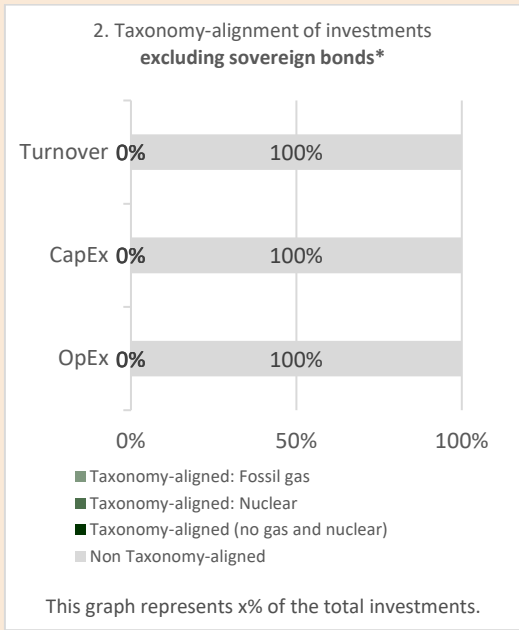 2. Taxonomy-alignment of investments
excluding sovereign bonds*
Turnover 0% 100%
CapEx 0% 100%
OpEx 0% 100%
0% 50% 100%
Taxonomy-aligned: Fossil gas
Taxonomy-aligned: Nuclear
Taxonomy-aligned (no gas and nuclear)
Non Taxonomy-aligned
This graph represents x% of the total investments.